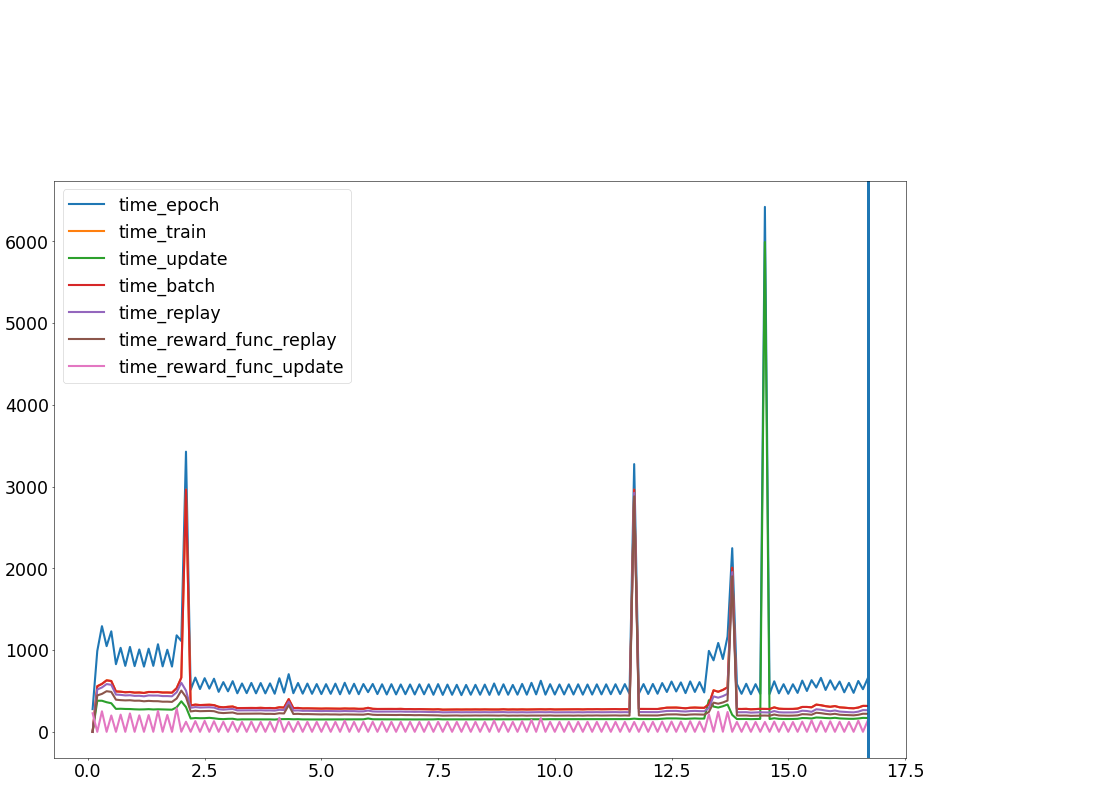 time_epoch
time_train
time_update
time_batch
time_replay
time_reward_func_replay
time_reward_func_update
6000
5000
4000
3000
2000
1000
0
0.0 2.5 5.0 7.5 10.0 12.5 15.0 17.5